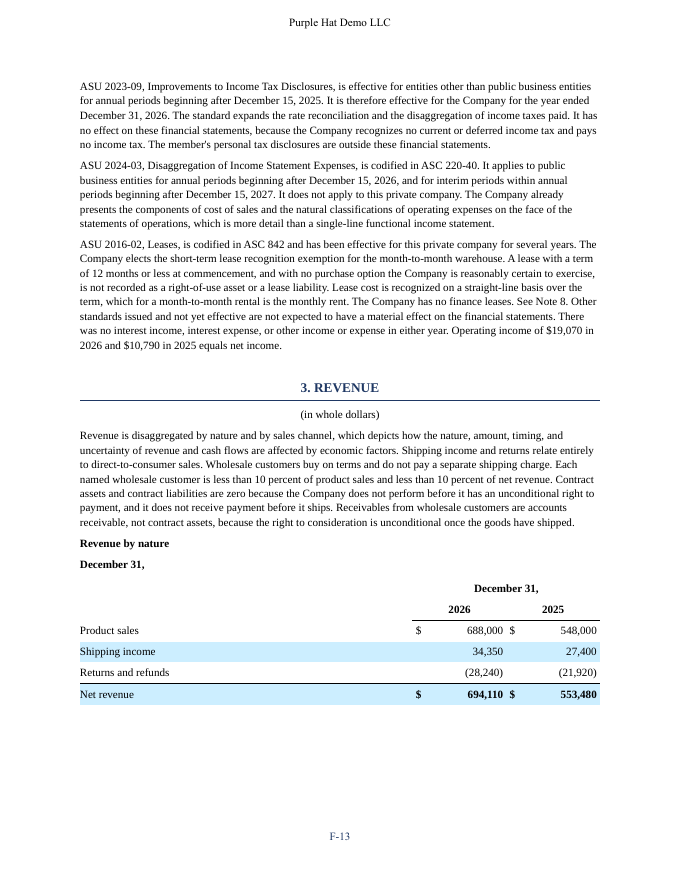 Purple Hat Demo LLC
ASU 2023-09, Improvements to Income Tax Disclosures, is effective for entities other than public business entities
for annual periods beginning after December 15, 2025. It is therefore effective for the Company for the year ended
December 31, 2026. The standard expands the rate reconciliation and the disaggregation of income taxes paid. It has
no effect on these financial statements, because the Company recognizes no current or deferred income tax and pays
no income tax. The member's personal tax disclosures are outside these financial statements.
ASU 2024-03, Disaggregation of Income Statement Expenses, is codified in ASC 220-40. It applies to public
business entities for annual periods beginning after December 15, 2026, and for interim periods within annual
periods beginning after December 15, 2027. It does not apply to this private company. The Company already
presents the components of cost of sales and the natural classifications of operating expenses on the face of the
statements of operations, which is more detail than a single-line functional income statement.
ASU 2016-02, Leases, is codified in ASC 842 and has been effective for this private company for several years. The
Company elects the short-term lease recognition exemption for the month-to-month warehouse. A lease with a term
of 12 months or less at commencement, and with no purchase option the Company is reasonably certain to exercise,
is not recorded as a right-of-use asset or a lease liability. Lease cost is recognized on a straight-line basis over the
term, which for a month-to-month rental is the monthly rent. The Company has no finance leases. See Note 8. Other
standards issued and not yet effective are not expected to have a material effect on the financial statements. There
was no interest income, interest expense, or other income or expense in either year. Operating income of $19,070 in
2026 and $10,790 in 2025 equals net income.
3. REVENUE
(in whole dollars)
Revenue is disaggregated by nature and by sales channel, which depicts how the nature, amount, timing, and
uncertainty of revenue and cash flows are affected by economic factors. Shipping income and returns relate entirely
to direct-to-consumer sales. Wholesale customers buy on terms and do not pay a separate shipping charge. Each
named wholesale customer is less than 10 percent of product sales and less than 10 percent of net revenue. Contract
assets and contract liabilities are zero because the Company does not perform before it has an unconditional right to
payment, and it does not receive payment before it ships. Receivables from wholesale customers are accounts
receivable, not contract assets, because the right to consideration is unconditional once the goods have shipped.
Revenue by nature
December 31,
December 31,
2026 2025
Product sales $ 688,000 $ 548,000
Shipping income 34,350 27,400
Returns and refunds (28,240) (21,920)
Net revenue $ 694,110 $ 553,480
F-13